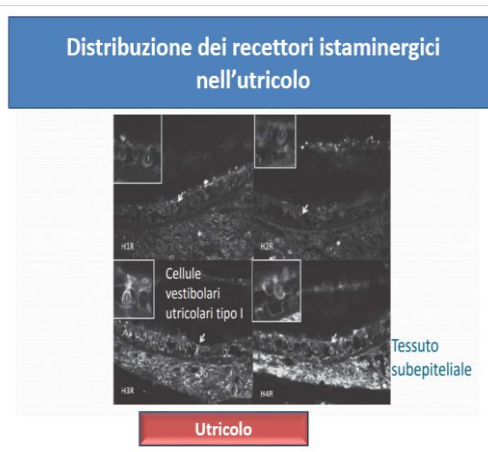 Distribuzione dei recettori istaminergici
nell'utricolo
H1R
H2R
Cellule
vestibolari
utricolari tipo I
H3R
H4R
Tessuto
subepiteliale
Utricolo